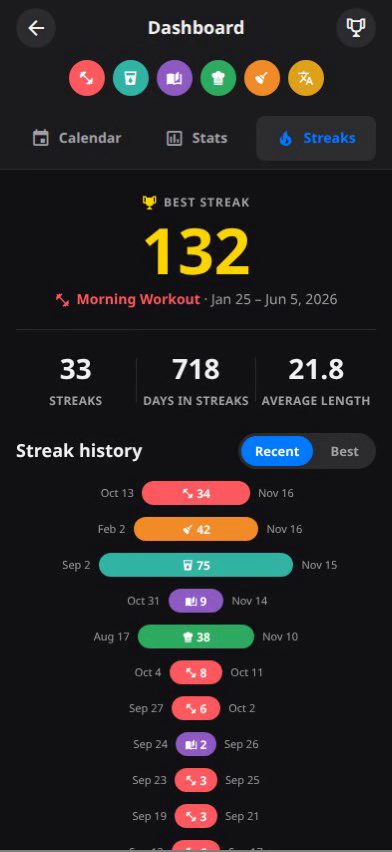 Dashboard
Calendar
Stats
Streaks
BEST STREAK
132
Morning Workout · Jan 25 – Jun 5, 2026
33
STREAKS
718
DAYS IN STREAKS
21.8
AVERAGE LENGTH
Streak history
Recent
Best
Oct 13 34 Nov 16
Feb 2 42 Nov 16
Sep 2 75 Nov 15
Oct 31 9 Nov 14
Aug 17 38 Nov 10
Oct 4 8 Oct 11
Sep 27 6 Oct 2
Sep 24 2 Sep 26
Sep 23 3 Sep 25
Sep 19 3 Sep 21